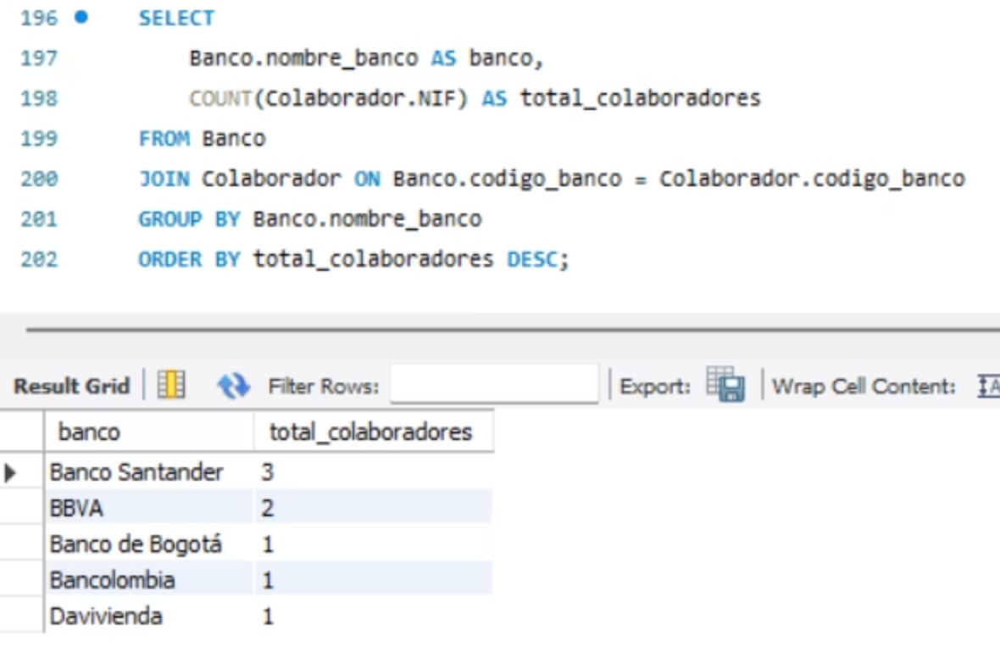 196 SELECT
197 Banco.nombre_banco AS banco,
198 COUNT(Colaborador.NIF) AS total_colaboradores
199 FROM Banco
200 JOIN Colaborador ON Banco.codigo_banco = Colaborador.codigo_banco
201 GROUP BY Banco.nombre_banco
202 ORDER BY total_colaboradores DESC;
Result Grid Filter Rows: Export: Wrap Cell Content:
banco total_colaboradores
Banco Santander 3
BBVA 2
Banco de Bogotá 1
Bancolombia 1
Davivienda 1